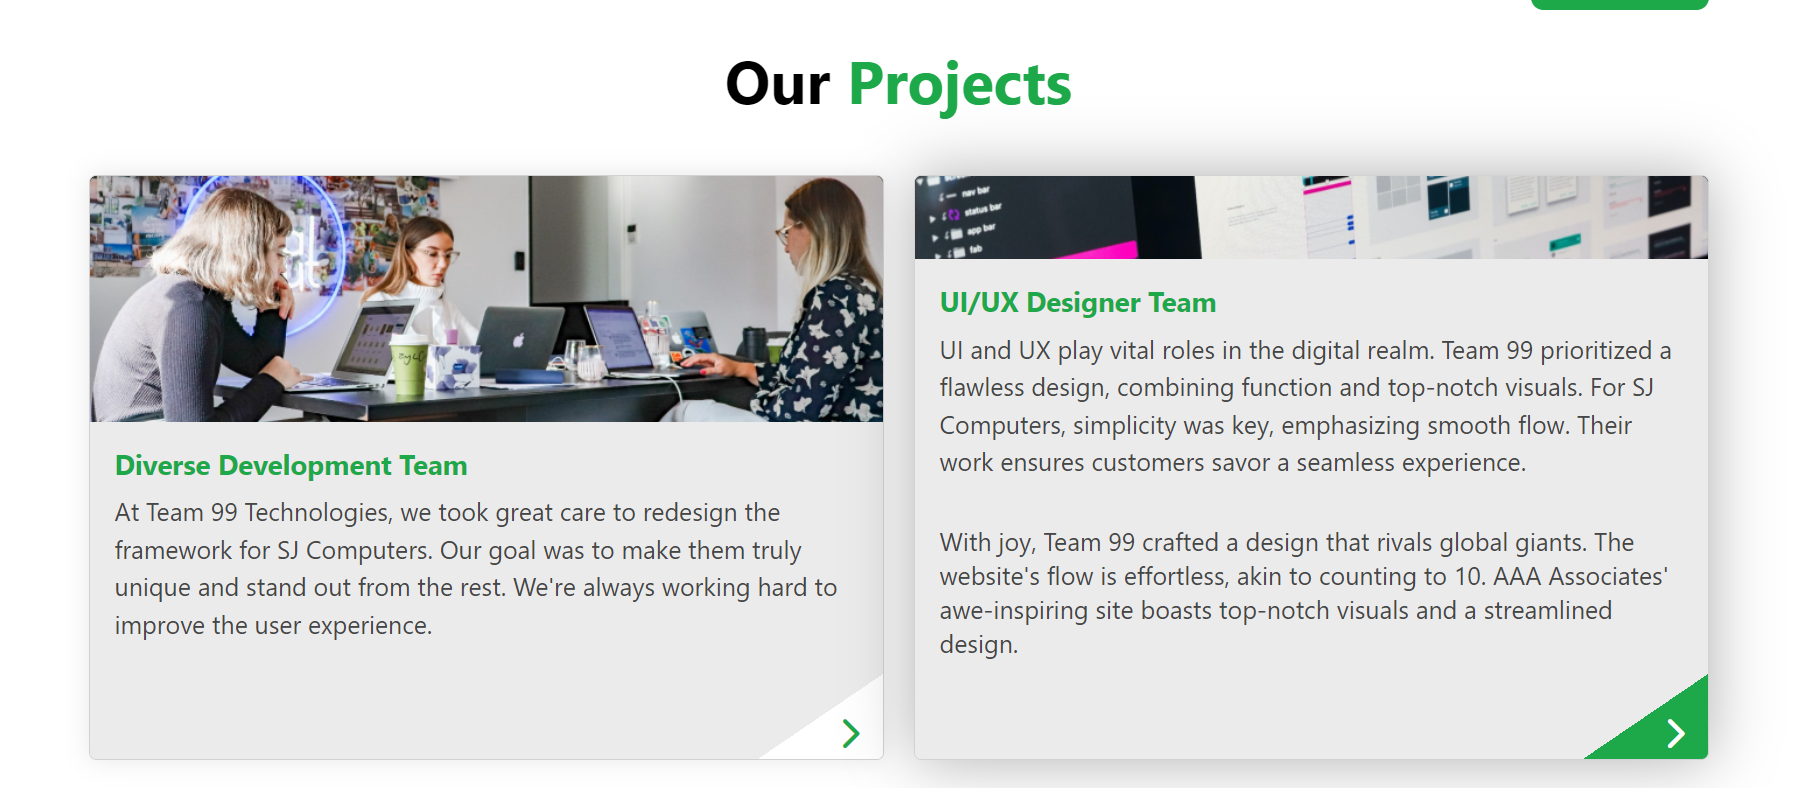 Our Projects
nav bar
status bar
app bar
fab
Diverse Development Team
At Team 99 Technologies, we took great care to redesign the
framework for SJ Computers. Our goal was to make them truly
unique and stand out from the rest. We're always working hard to
improve the user experience.
UI/UX Designer Team
UI and UX play vital roles in the digital realm. Team 99 prioritized a
flawless design, combining function and top-notch visuals. For SJ
Computers, simplicity was key, emphasizing smooth flow. Their
work ensures customers savor a seamless experience.
With joy, Team 99 crafted a design that rivals global giants. The
website's flow is effortless, akin to counting to 10. AAA Associates'
awe-inspiring site boasts top-notch visuals and a streamlined
design.